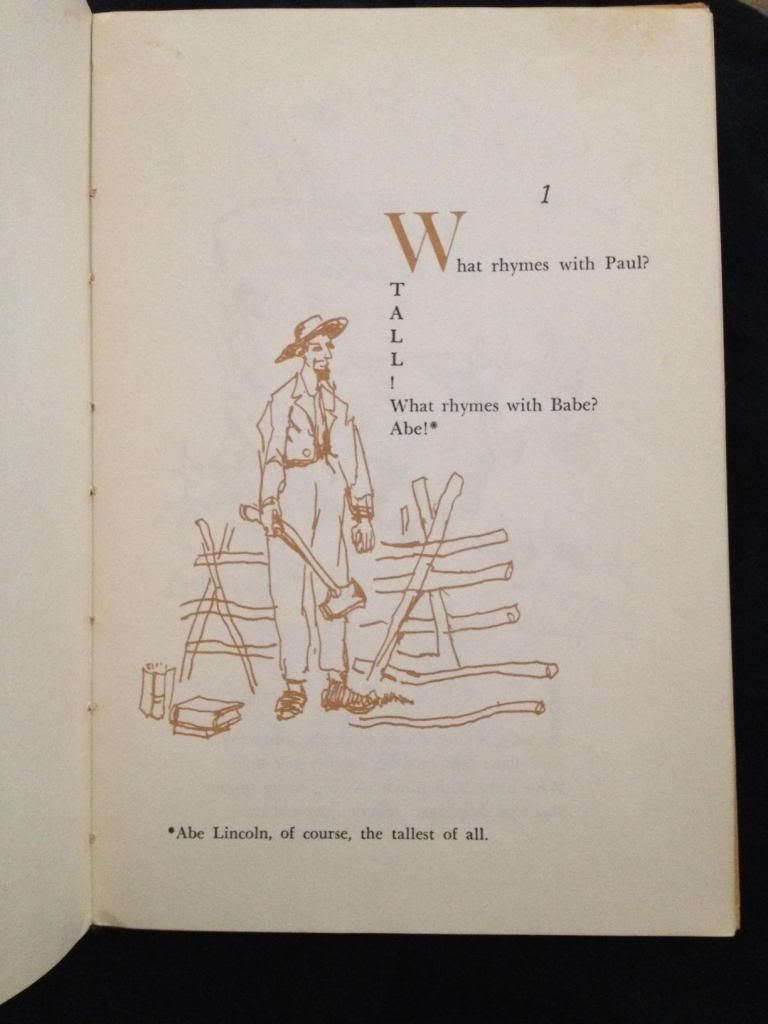 1
What rhymes with Paul?
T
A
L
L
!
What rhymes with Babe?
Abe!*
*Abe Lincoln, of course, the tallest of all.